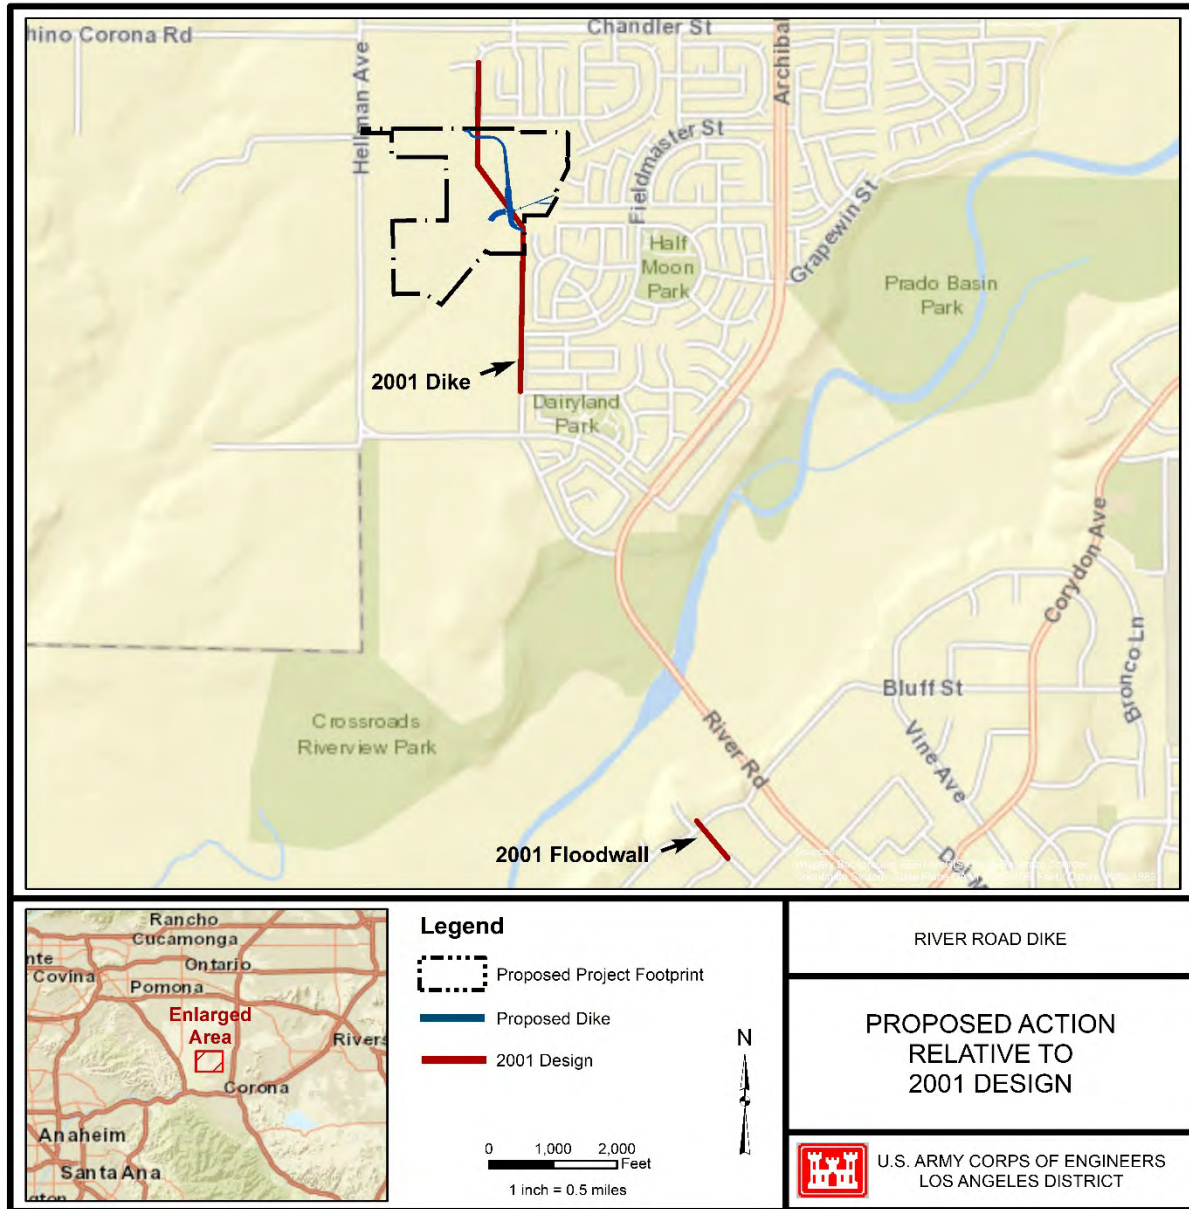 hino Corona Rd
Chandler St
Hellman Ave
Archibal
Fieldmaster St
Grapewin St
Half
Moon
Park
Prado Basin
Park
2001 Dike
Dairyland
Park
Corydon Ave
Bronco Ln
Bluff St
Vine Ave
Crossroads
Riverview Park
River Rd
2001 Floodwall
Del M
Rancho
Cucamonga
nte
Covina
Ontario
Pomona
Enlarged
Area
Rivers
Corona
Anaheim
Santa Ana
gton
Legend
Proposed Project Footprint
Proposed Dike
2001 Design
N
0 1,000 2,000
Feet
1 inch = 0.5 miles
RIVER ROAD DIKE
PROPOSED ACTION
RELATIVE TO
2001 DESIGN
U.S. ARMY CORPS OF ENGINEERS
LOS ANGELES DISTRICT